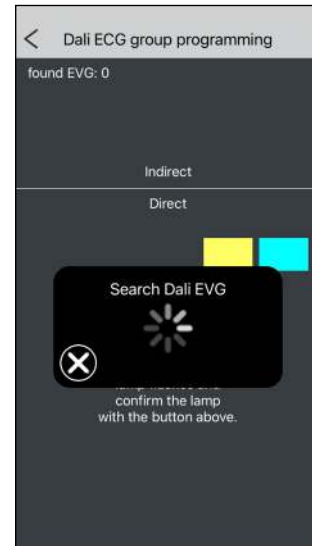 Dali ECG group programming
found EVG: 0
Indirect
Direct
Search Dali EVG
confirm the lamp
with the button above.